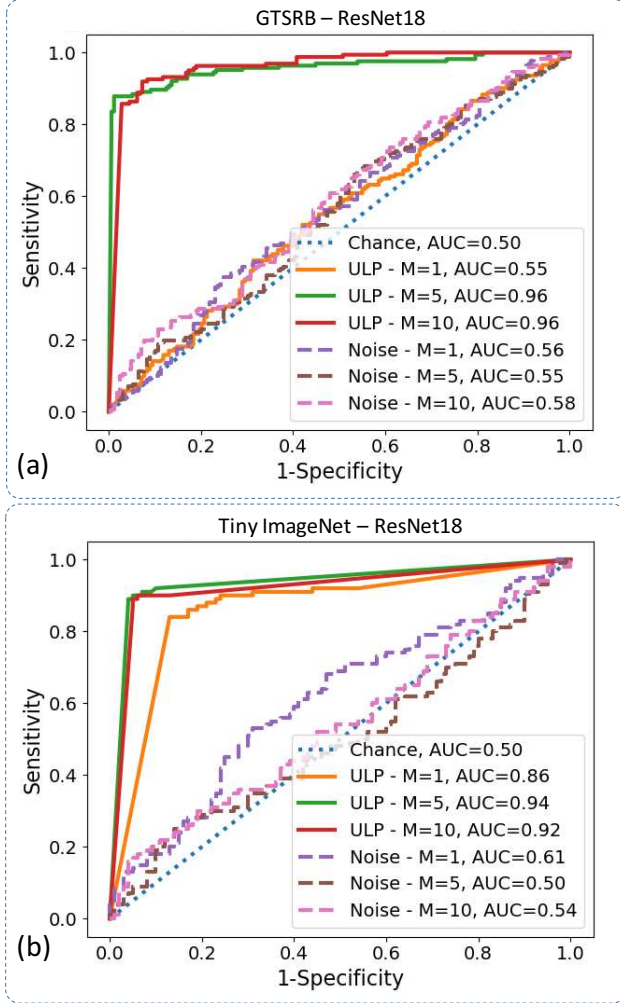 GTSRB – ResNet18
1.0
0.8
0.6
0.4
0.2
0.0
Sensitivity
Chance, AUC=0.50
ULP - M=1, AUC=0.55
ULP - M=5, AUC=0.96
ULP - M=10, AUC=0.96
Noise - M=1, AUC=0.56
Noise - M=5, AUC=0.55
Noise - M=10, AUC=0.58
0.0 0.2 0.4 0.6 0.8 1.0
1-Specificity
(a)
Tiny ImageNet – ResNet18
1.0
0.8
0.6
0.4
0.2
0.0
Sensitivity
Chance, AUC=0.50
ULP - M=1, AUC=0.86
ULP - M=5, AUC=0.94
ULP - M=10, AUC=0.92
Noise - M=1, AUC=0.61
Noise - M=5, AUC=0.50
Noise - M=10, AUC=0.54
0.0 0.2 0.4 0.6 0.8 1.0
1-Specificity
(b)